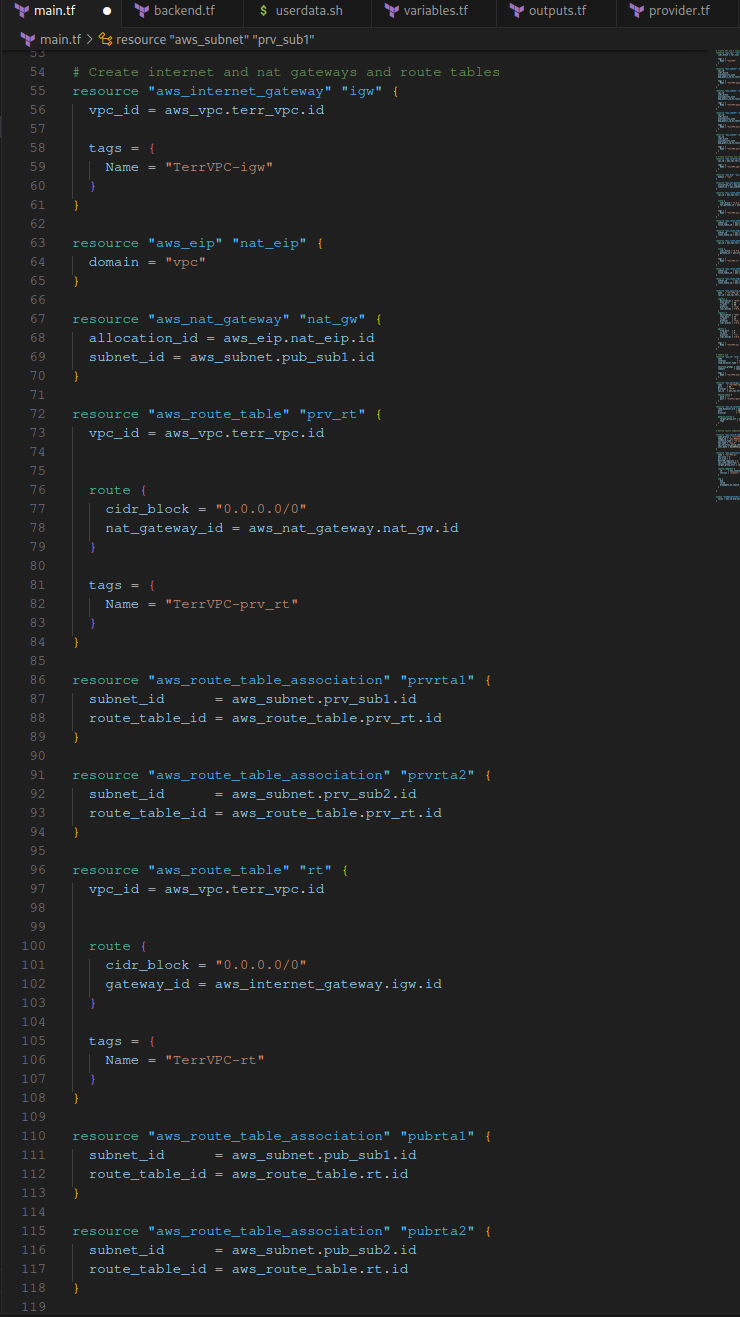 main.tf
backend.tf
$ userdata.sh
variables.tf
outputs.tf
provider.tf
main.tf > resource "aws_subnet" "prv_sub1"
53
54 # Create internet and nat gateways and route tables
55 resource "aws_internet_gateway" "igw" {
56   vpc_id = aws_vpc.terr_vpc.id
57
58   tags = {
59     Name = "TerrVPC-igw"
60   }
61 }
62
63 resource "aws_eip" "nat_eip" {
64   domain = "vpc"
65 }
66
67 resource "aws_nat_gateway" "nat_gw" {
68   allocation_id = aws_eip.nat_eip.id
69   subnet_id = aws_subnet.pub_sub1.id
70 }
71
72 resource "aws_route_table" "prv_rt" {
73   vpc_id = aws_vpc.terr_vpc.id
74
75
76   route {
77     cidr_block = "0.0.0.0/0"
78     nat_gateway_id = aws_nat_gateway.nat_gw.id
79   }
80
81   tags = {
82     Name = "TerrVPC-prv_rt"
83   }
84 }
85
86 resource "aws_route_table_association" "prvrta1" {
87   subnet_id      = aws_subnet.prv_sub1.id
88   route_table_id = aws_route_table.prv_rt.id
89 }
90
91 resource "aws_route_table_association" "prvrta2" {
92   subnet_id      = aws_subnet.prv_sub2.id
93   route_table_id = aws_route_table.prv_rt.id
94 }
95
96 resource "aws_route_table" "rt" {
97   vpc_id = aws_vpc.terr_vpc.id
98
99
100   route {
101     cidr_block = "0.0.0.0/0"
102     gateway_id = aws_internet_gateway.igw.id
103   }
104
105   tags = {
106     Name = "TerrVPC-rt"
107   }
108 }
109
110 resource "aws_route_table_association" "pubrta1" {
111   subnet_id      = aws_subnet.pub_sub1.id
112   route_table_id = aws_route_table.rt.id
113 }
114
115 resource "aws_route_table_association" "pubrta2" {
116   subnet_id      = aws_subnet.pub_sub2.id
117   route_table_id = aws_route_table.rt.id
118 }
119